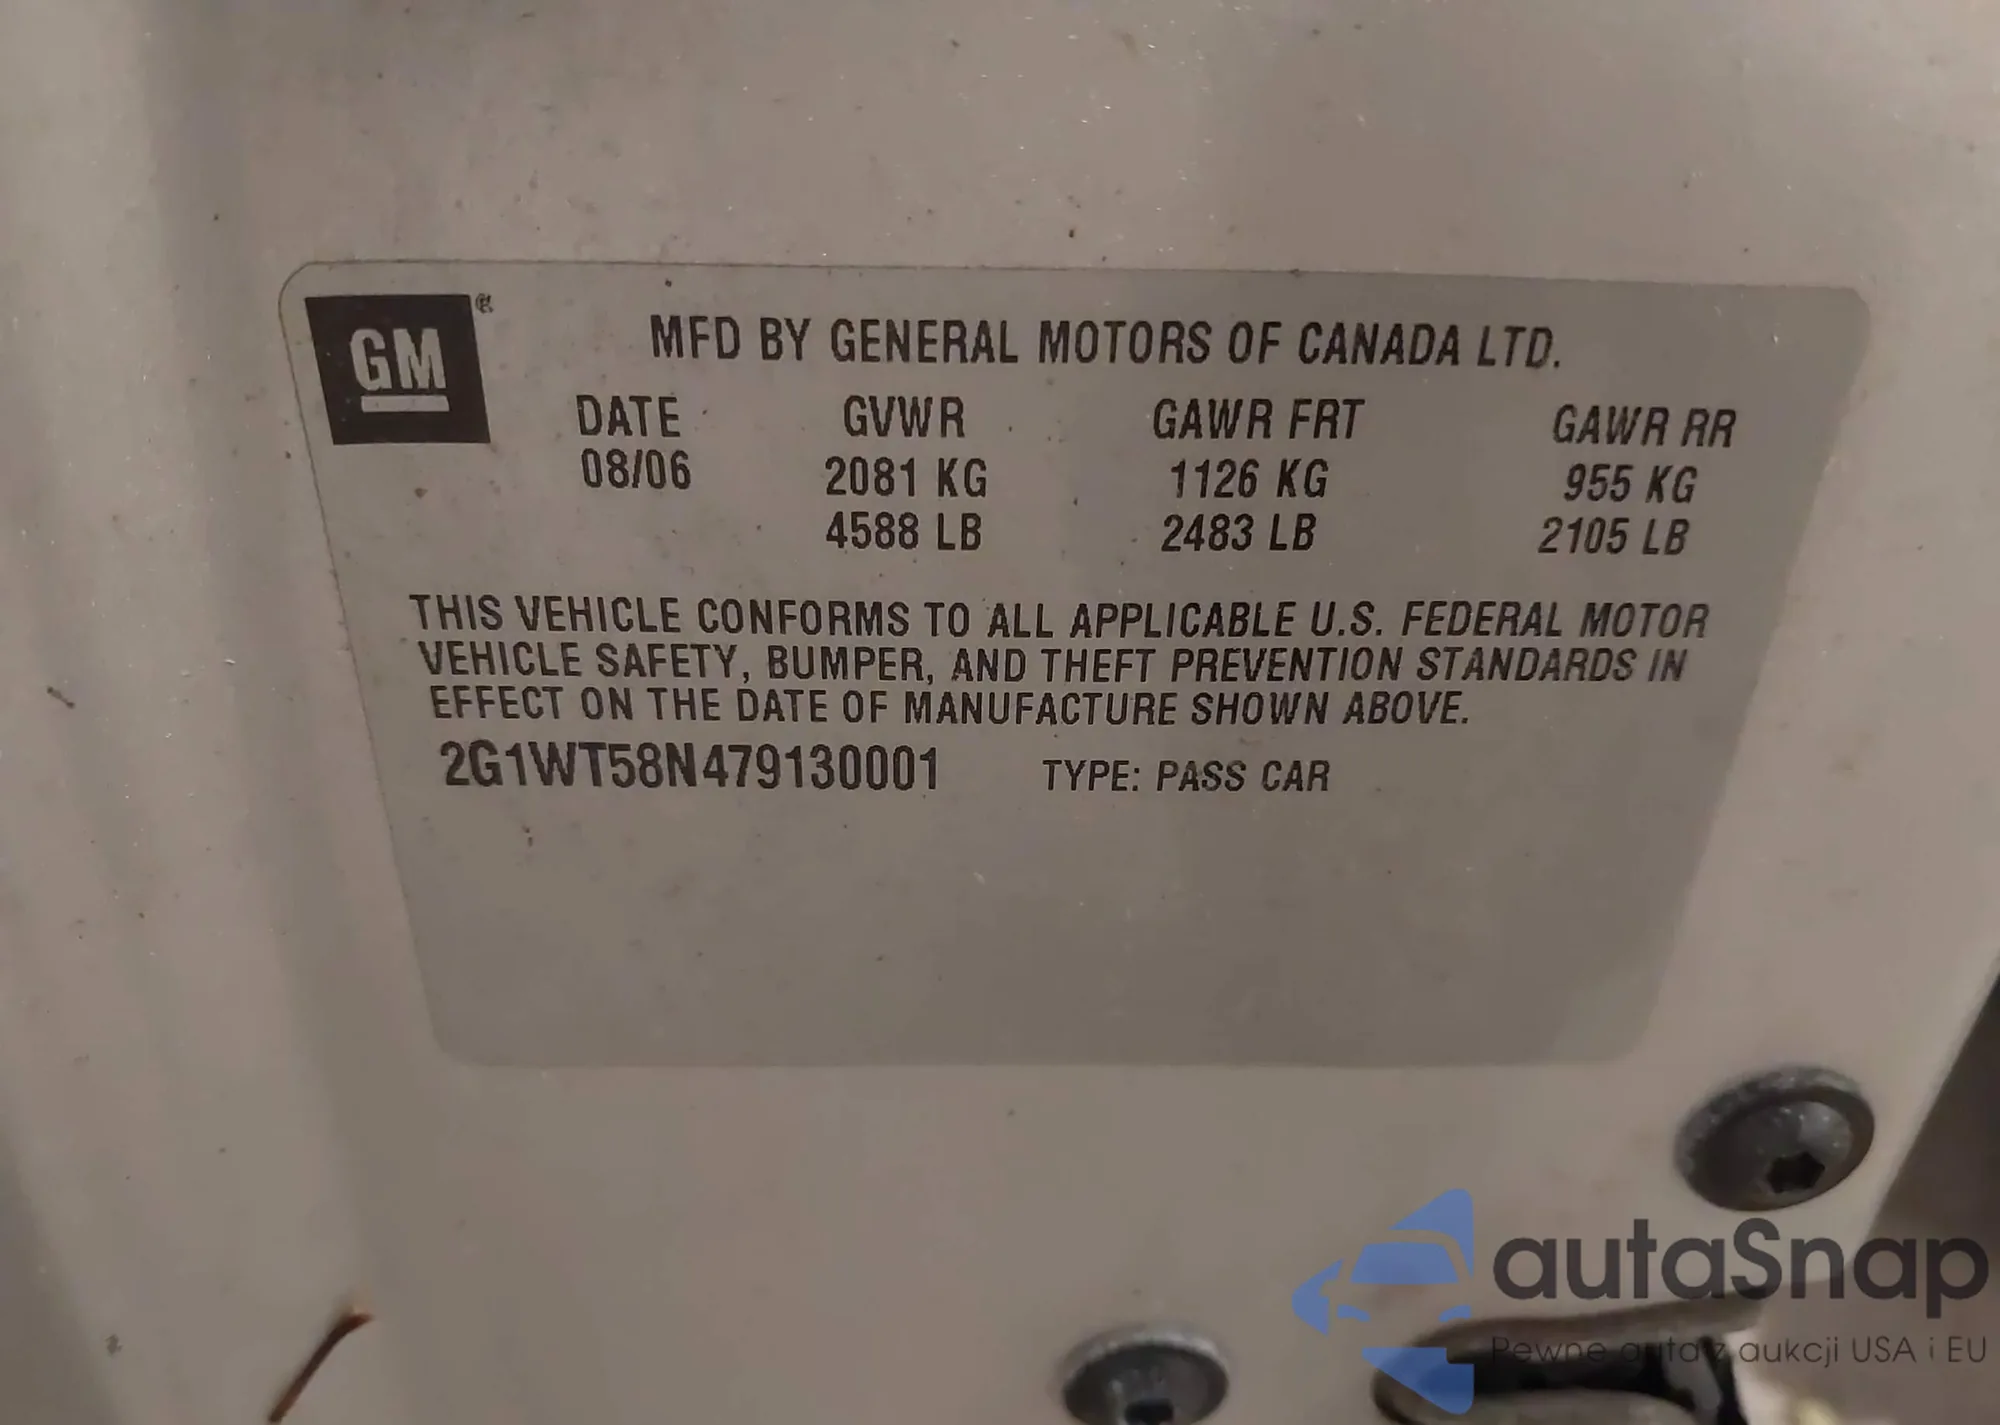 GM ®
MFD BY GENERAL MOTORS OF CANADA LTD.
DATE GVWR GAWR FRT GAWR RR
08/06 2081 KG 1126 KG 955 KG
4588 LB 2483 LB 2105 LB
THIS VEHICLE CONFORMS TO ALL APPLICABLE U.S. FEDERAL MOTOR
VEHICLE SAFETY, BUMPER, AND THEFT PREVENTION STANDARDS IN
EFFECT ON THE DATE OF MANUFACTURE SHOWN ABOVE.
2G1WT58N479130001 TYPE: PASS CAR
autaSnap
Pewne auta z aukcji USA i EU